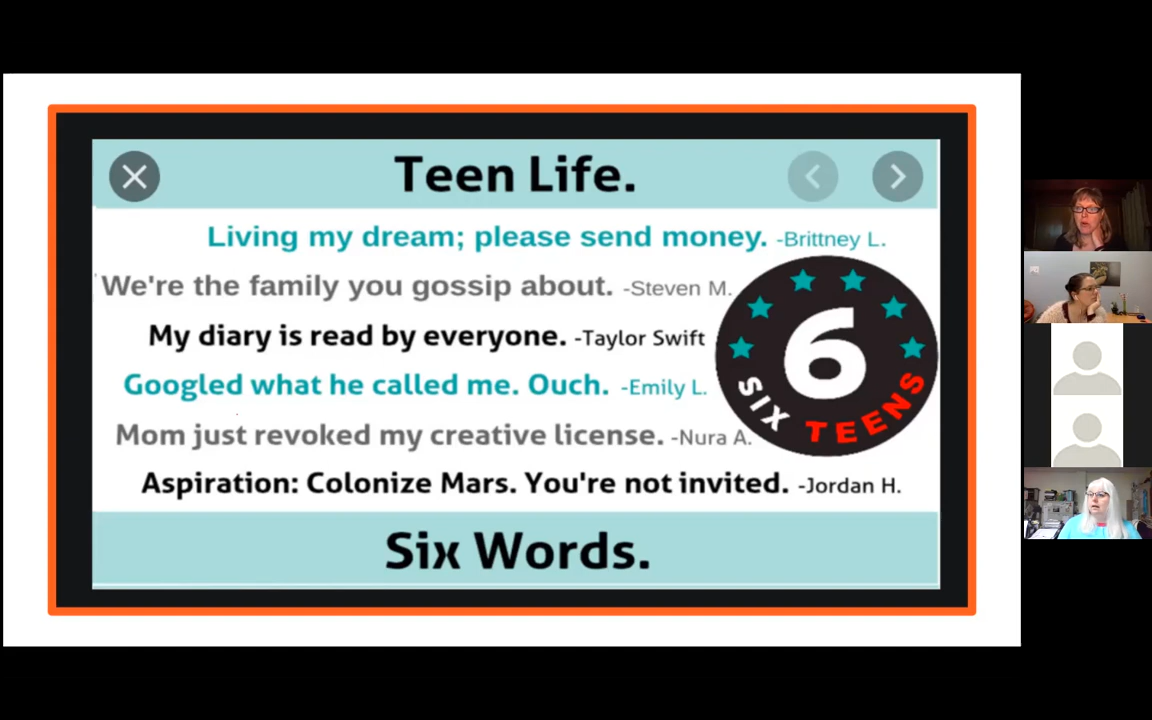 Teen Life.
Living my dream; please send money. -Brittney L.
We're the family you gossip about. -Steven M.
My diary is read by everyone. -Taylor Swift
Googled what he called me. Ouch. -Emily L.
Mom just revoked my creative license. -Nura A.
Aspiration: Colonize Mars. You're not invited. -Jordan H.
6
SIX TEENS
Six Words.